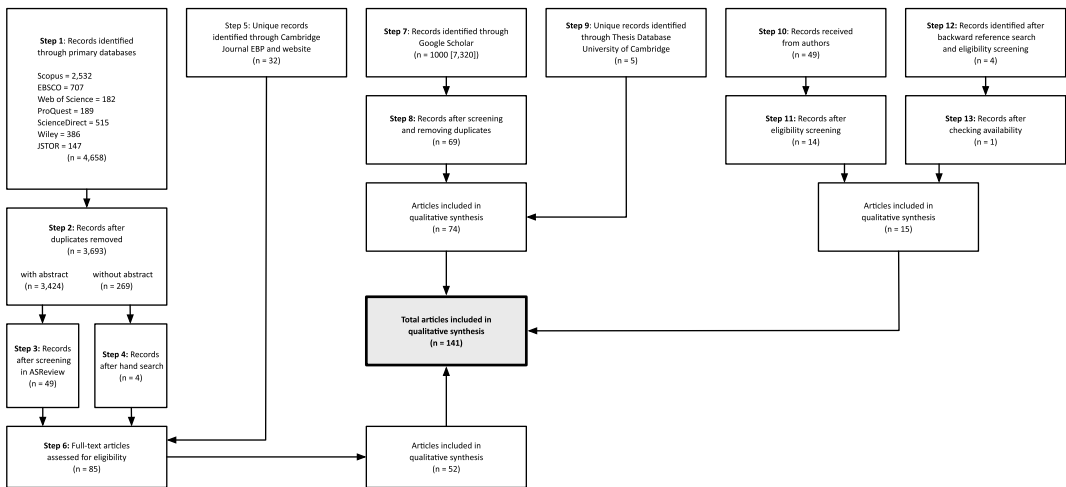 Step 1: Records identified
through primary databases
Scopus = 2,532
EBSCO = 707
Web of Science = 182
ProQuest = 189
ScienceDirect = 515
Wiley = 386
JSTOR = 147
(n = 4,658)
Step 2: Records after
duplicates removed
(n = 3,693)
with abstract
(n = 3,424)
without abstract
(n = 269)
Step 3: Records
after screening
in ASReview
(n = 49)
Step 4: Records
after hand search
(n = 4)
Step 5: Unique records
identified through Cambridge
Journal EBP and website
(n = 32)
Step 6: Full-text articles
assessed for eligibility
(n = 85)
Step 7: Records identified through
Google Scholar
(n = 1000 [7,320])
Step 8: Records after screening
and removing duplicates
(n = 69)
Articles included in
qualitative synthesis
(n = 74)
Total articles included in
qualitative synthesis
(n = 141)
Articles included in
qualitative synthesis
(n = 52)
Step 9: Unique records identified
through Thesis Database
University of Cambridge
(n = 5)
Step 10: Records received
from authors
(n = 49)
Step 11: Records after
eligibility screening
(n = 14)
Step 12: Records identified after
backward reference search
and eligibility screening
(n = 4)
Step 13: Records after
checking availability
(n = 1)
Articles included in
qualitative synthesis
(n = 15)